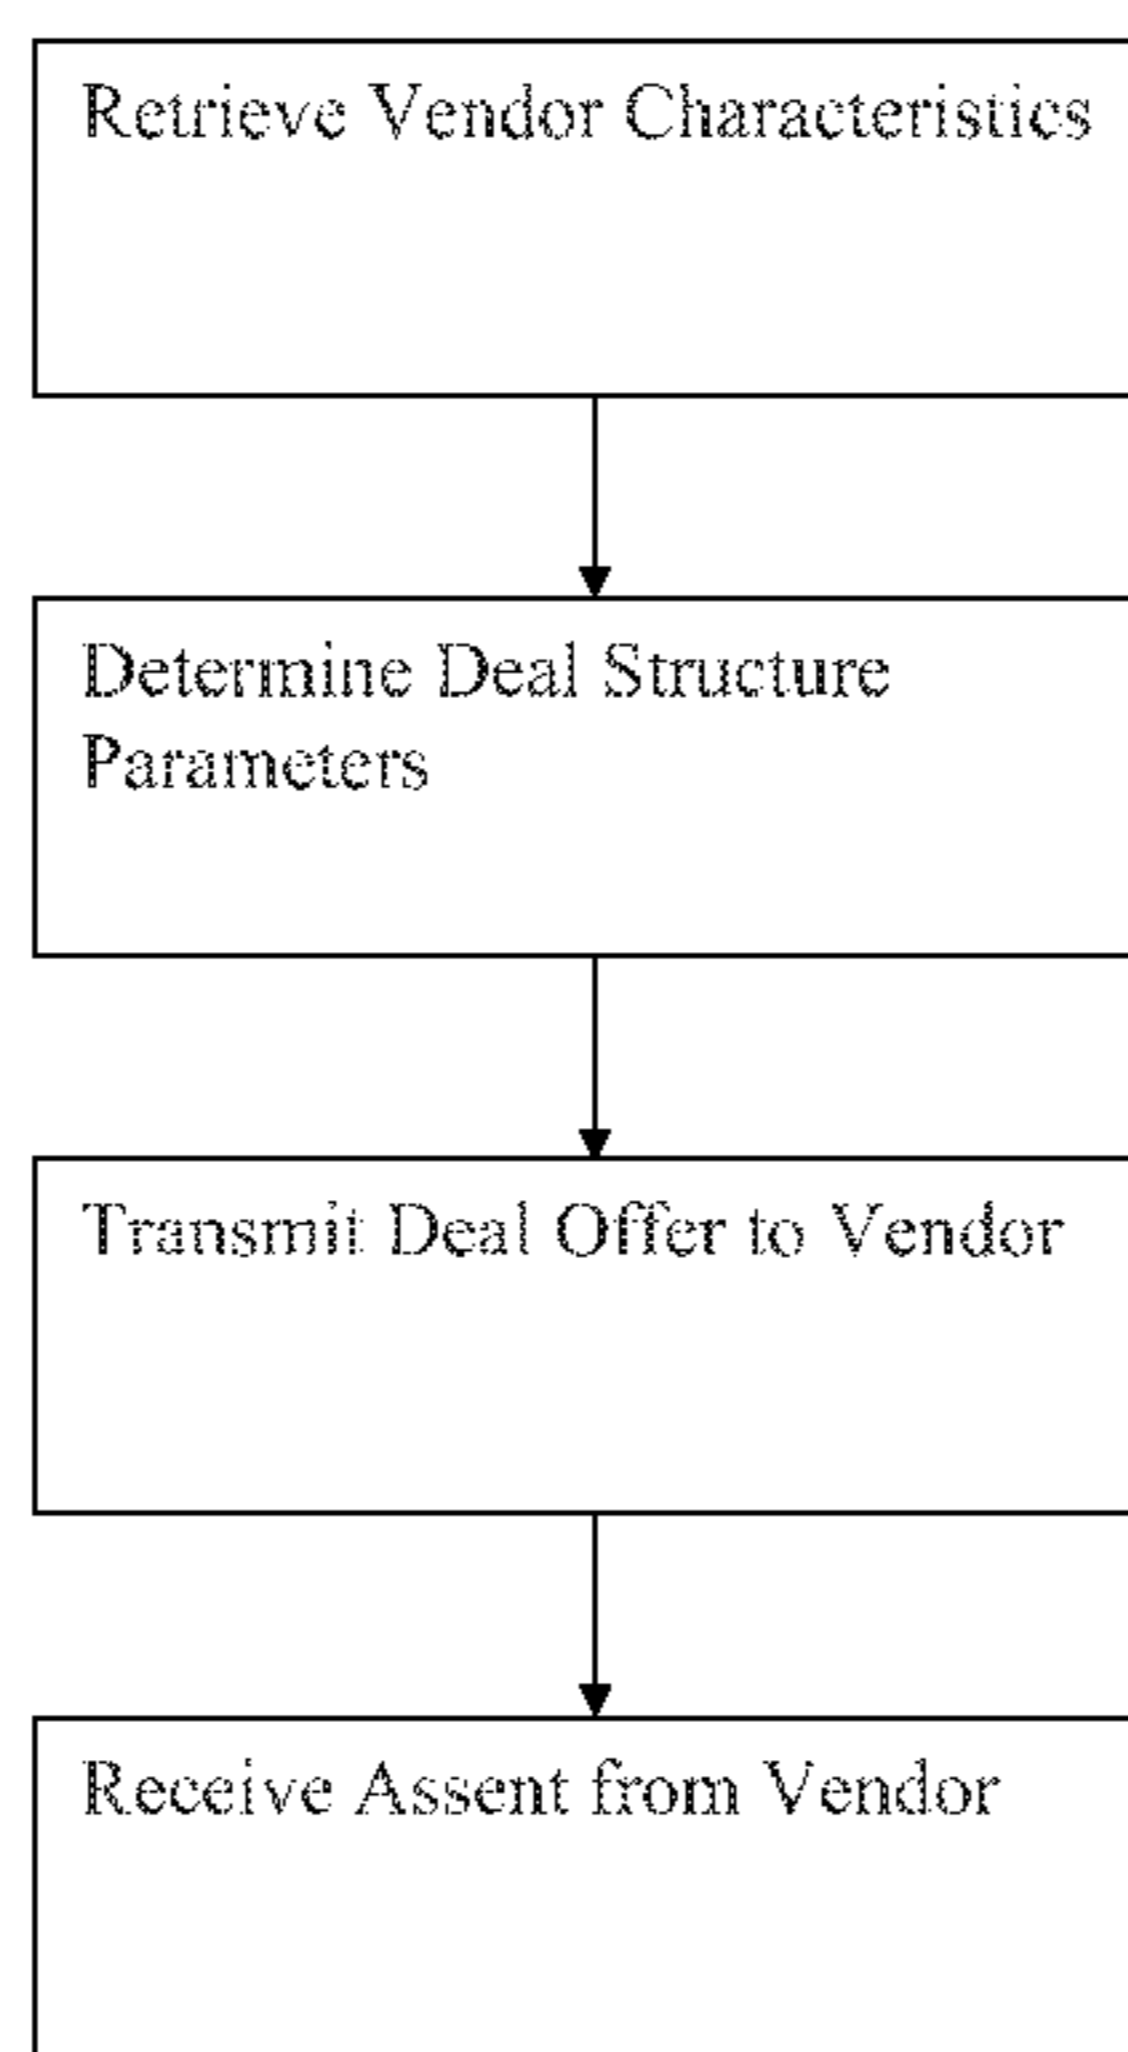 Retrieve Vendor Characteristics
Determine Deal Structure
Parameters
Transmit Deal Offer to Vendor
Receive Assent from Vendor